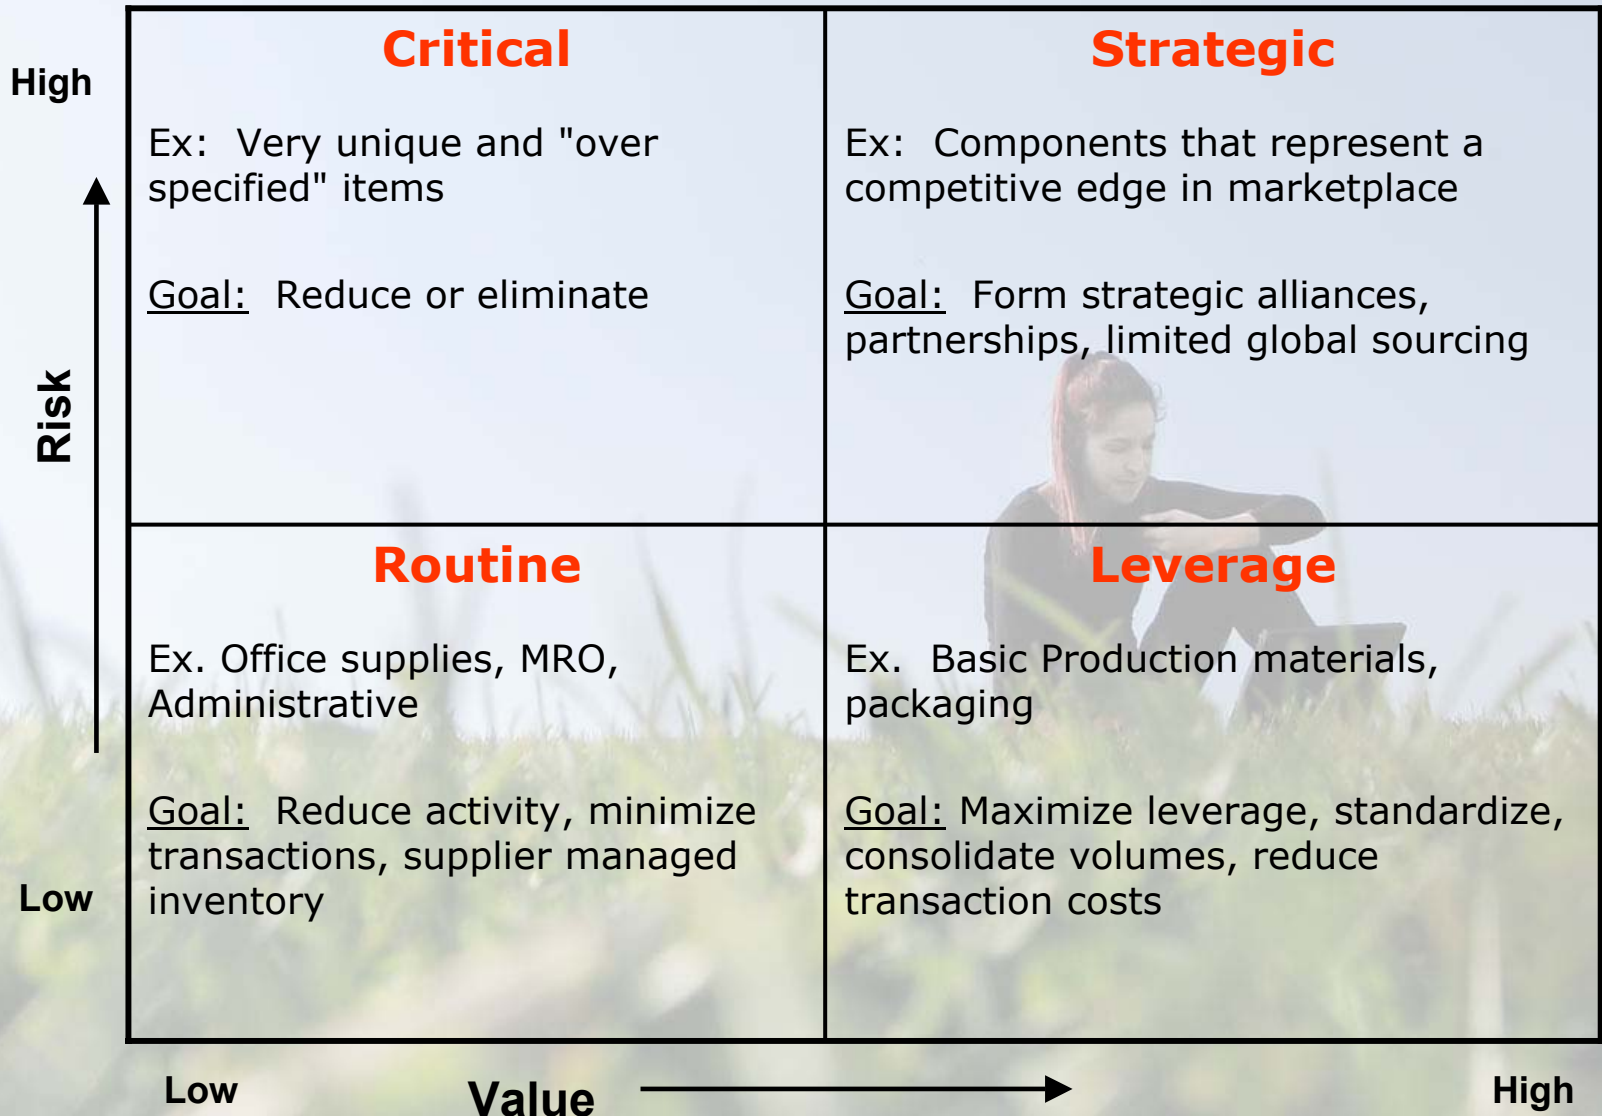 Critical
Strategic
High
Ex:  Very unique and "over
specified" items
Ex:  Components that represent a
competitive edge in marketplace
Goal:  Reduce or eliminate
Goal:  Form strategic alliances,
partnerships, limited global sourcing
Risk
Routine
Leverage
Ex. Office supplies, MRO,
Administrative
Ex.  Basic Production materials,
packaging
Goal:  Reduce activity, minimize
transactions, supplier managed
inventory
Goal: Maximize leverage, standardize,
consolidate volumes, reduce
transaction costs
Low
Low
Value
High